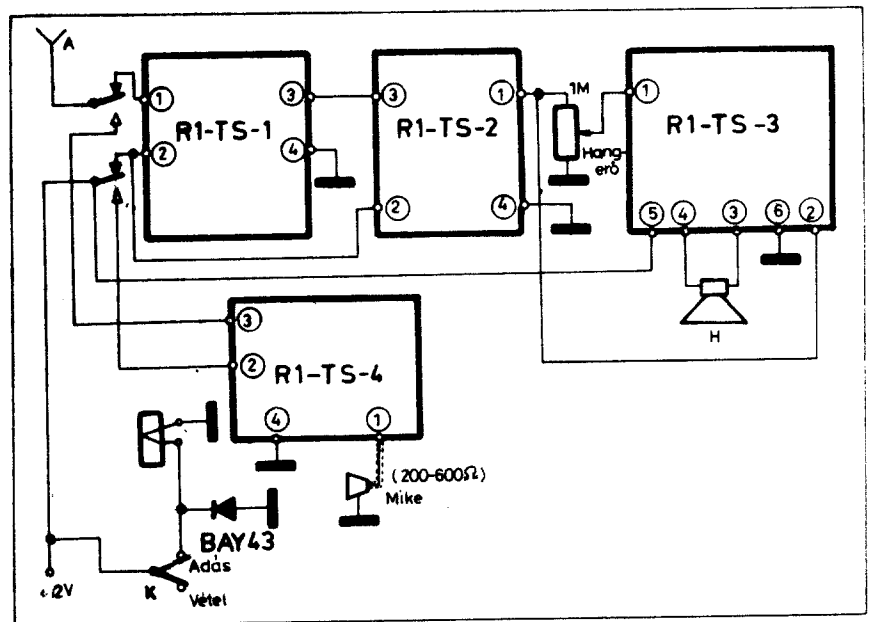 A
1
2
R1-TS-1
3
4
3
2
R1-TS-2
1
4
1M
Hang-
erő
1
R1-TS-3
5 4 3 6 2
H
3
2
R1-TS-4
4
1
(200-600Ω)
Mike
BAY43
Adás
K
Vétel
+12V